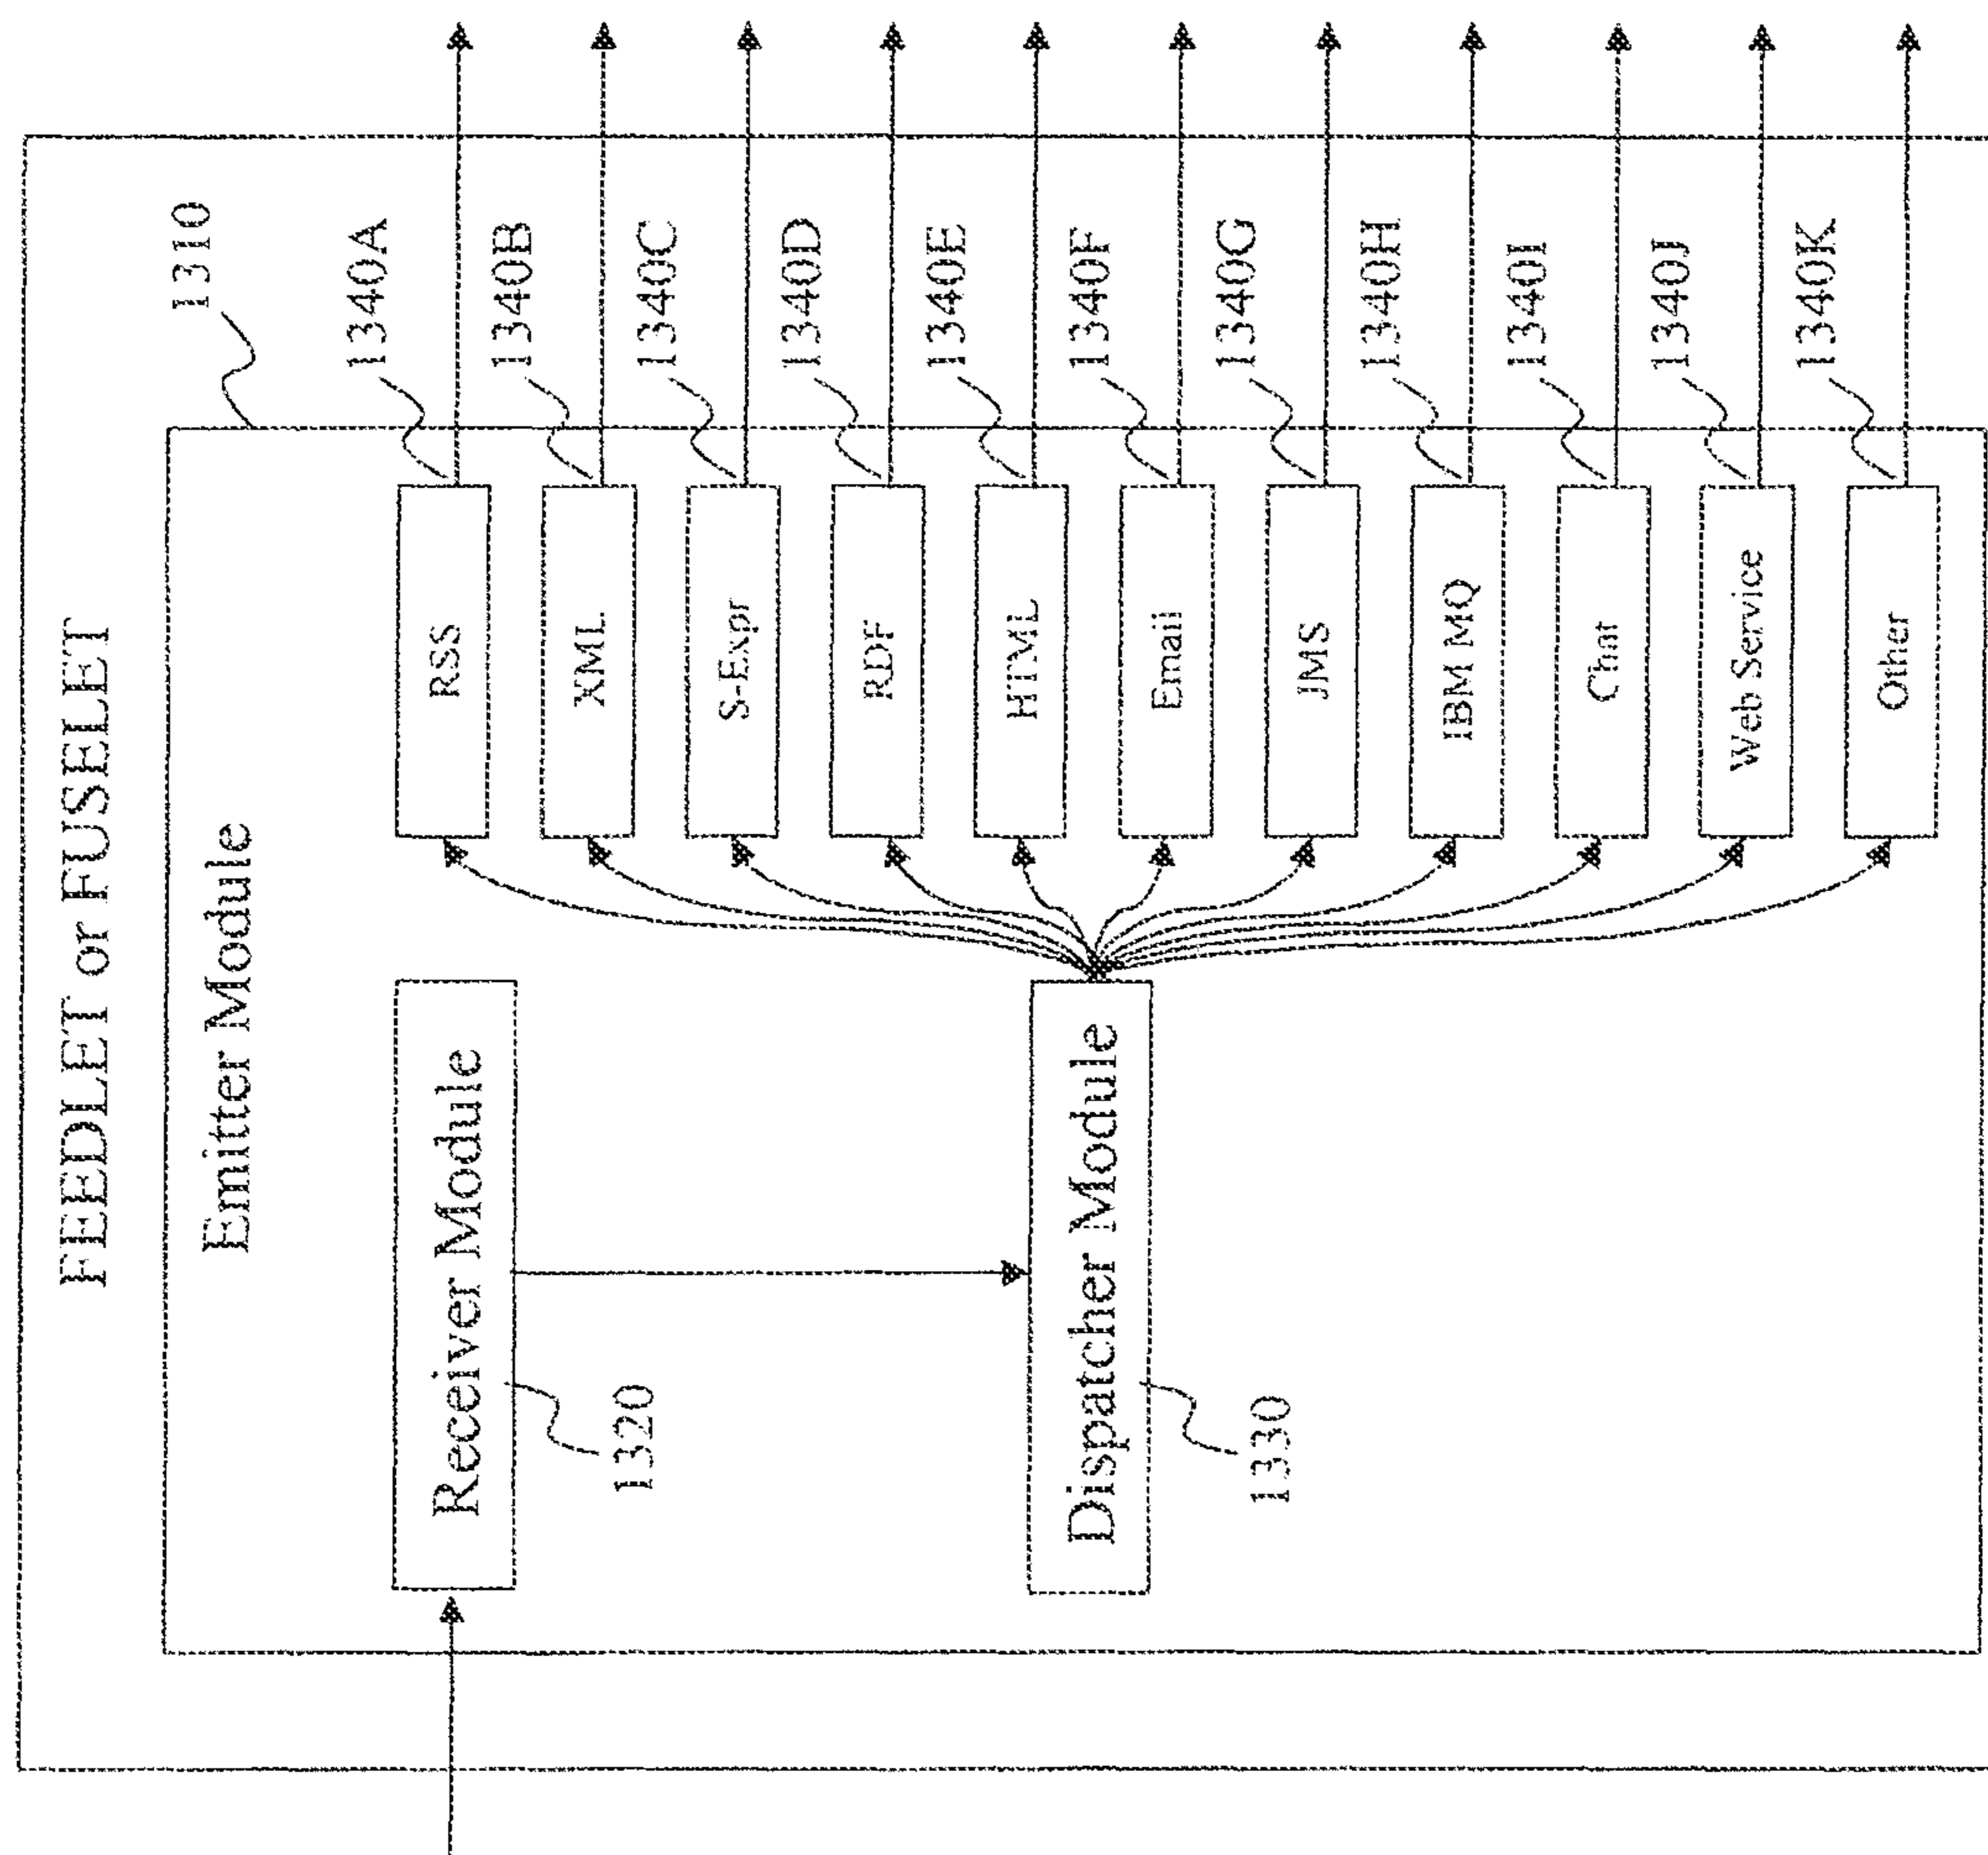 FEEDLET or FUSELET
Emitter Module
1310
Receiver Module
1320
Dispatcher Module
1330
RSS
1340A
XML
1340B
S-Expr
1340C
RDF
1340D
HTML
1340E
Email
1340F
JMS
1340G
IBM MQ
1340H
Chat
1340I
Web Service
1340J
Other
1340K